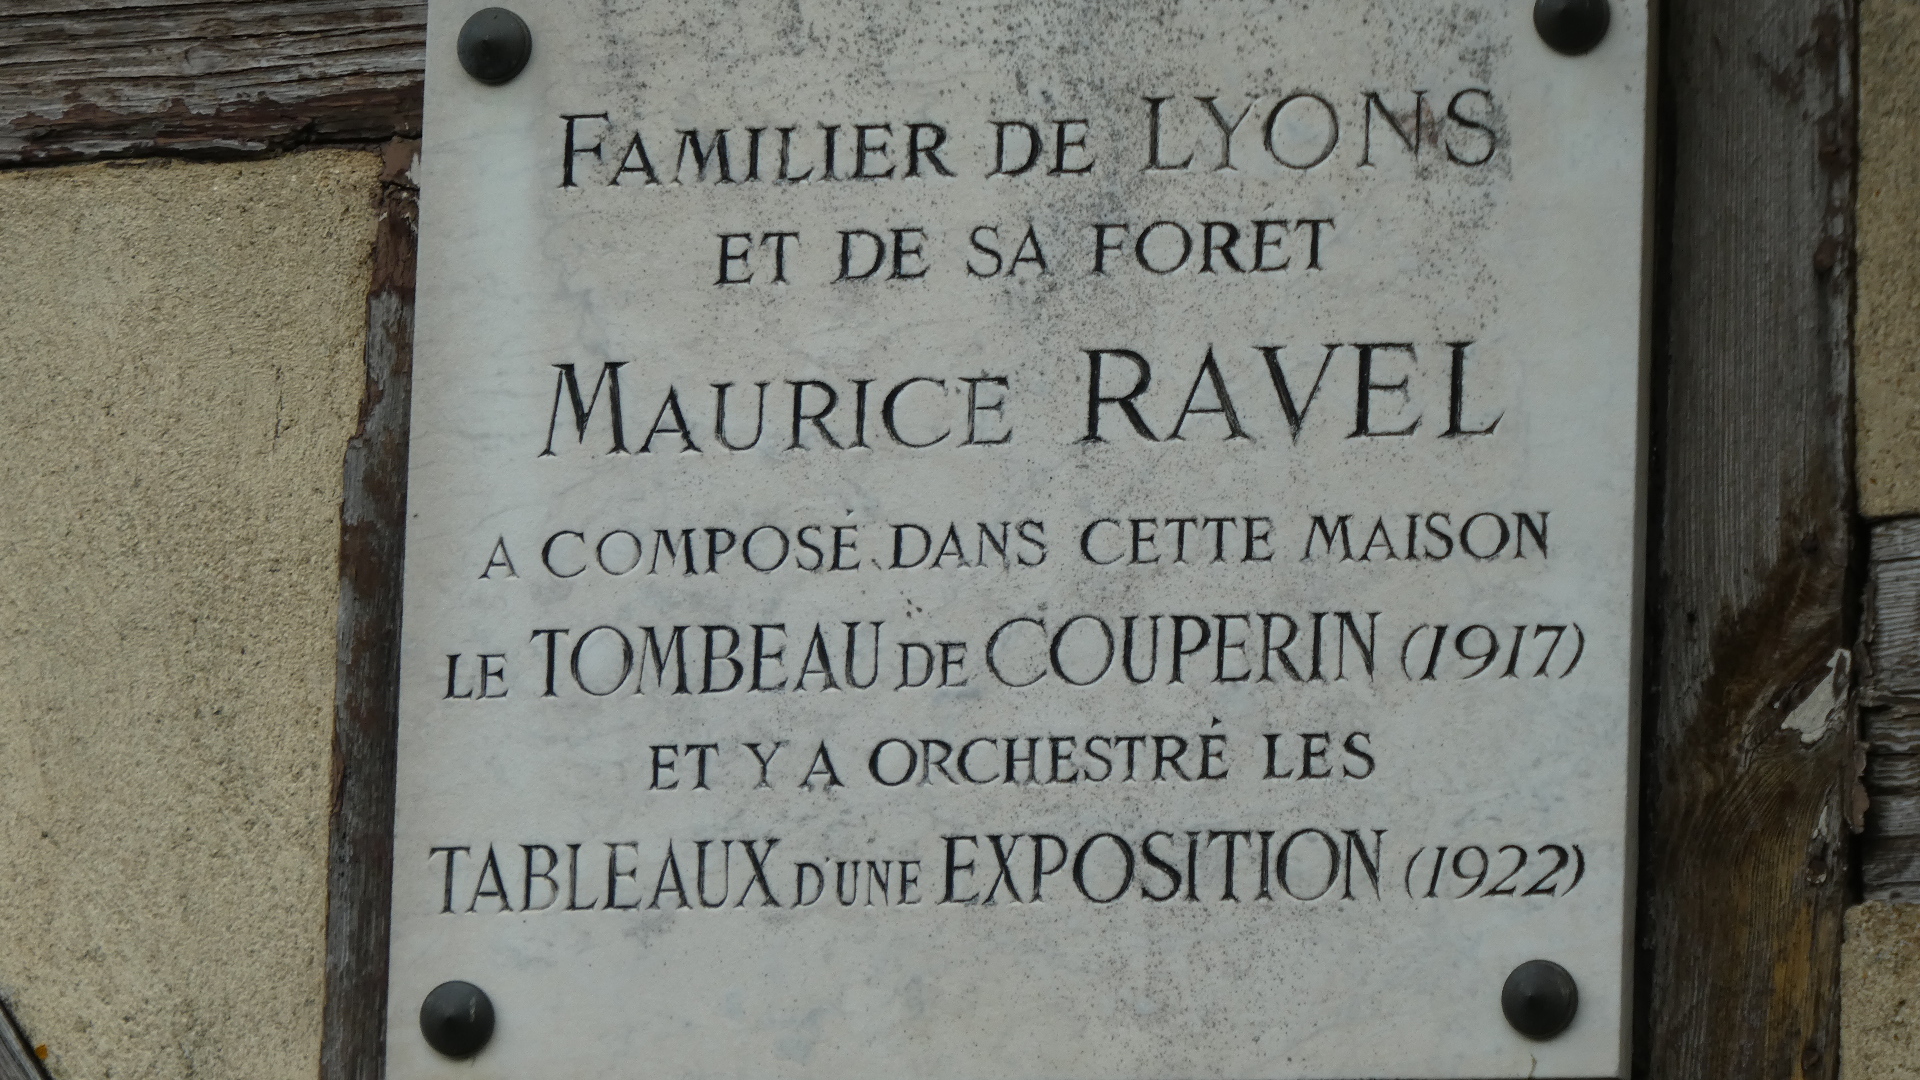 FAMILIER DE LYONS
ET DE SA FORET
MAURICE RAVEL
A COMPOSÉ DANS CETTE MAISON
LE TOMBEAU DE COUPERIN (1917)
ET Y A ORCHESTRÉ LES
TABLEAUX D'UNE EXPOSITION (1922)